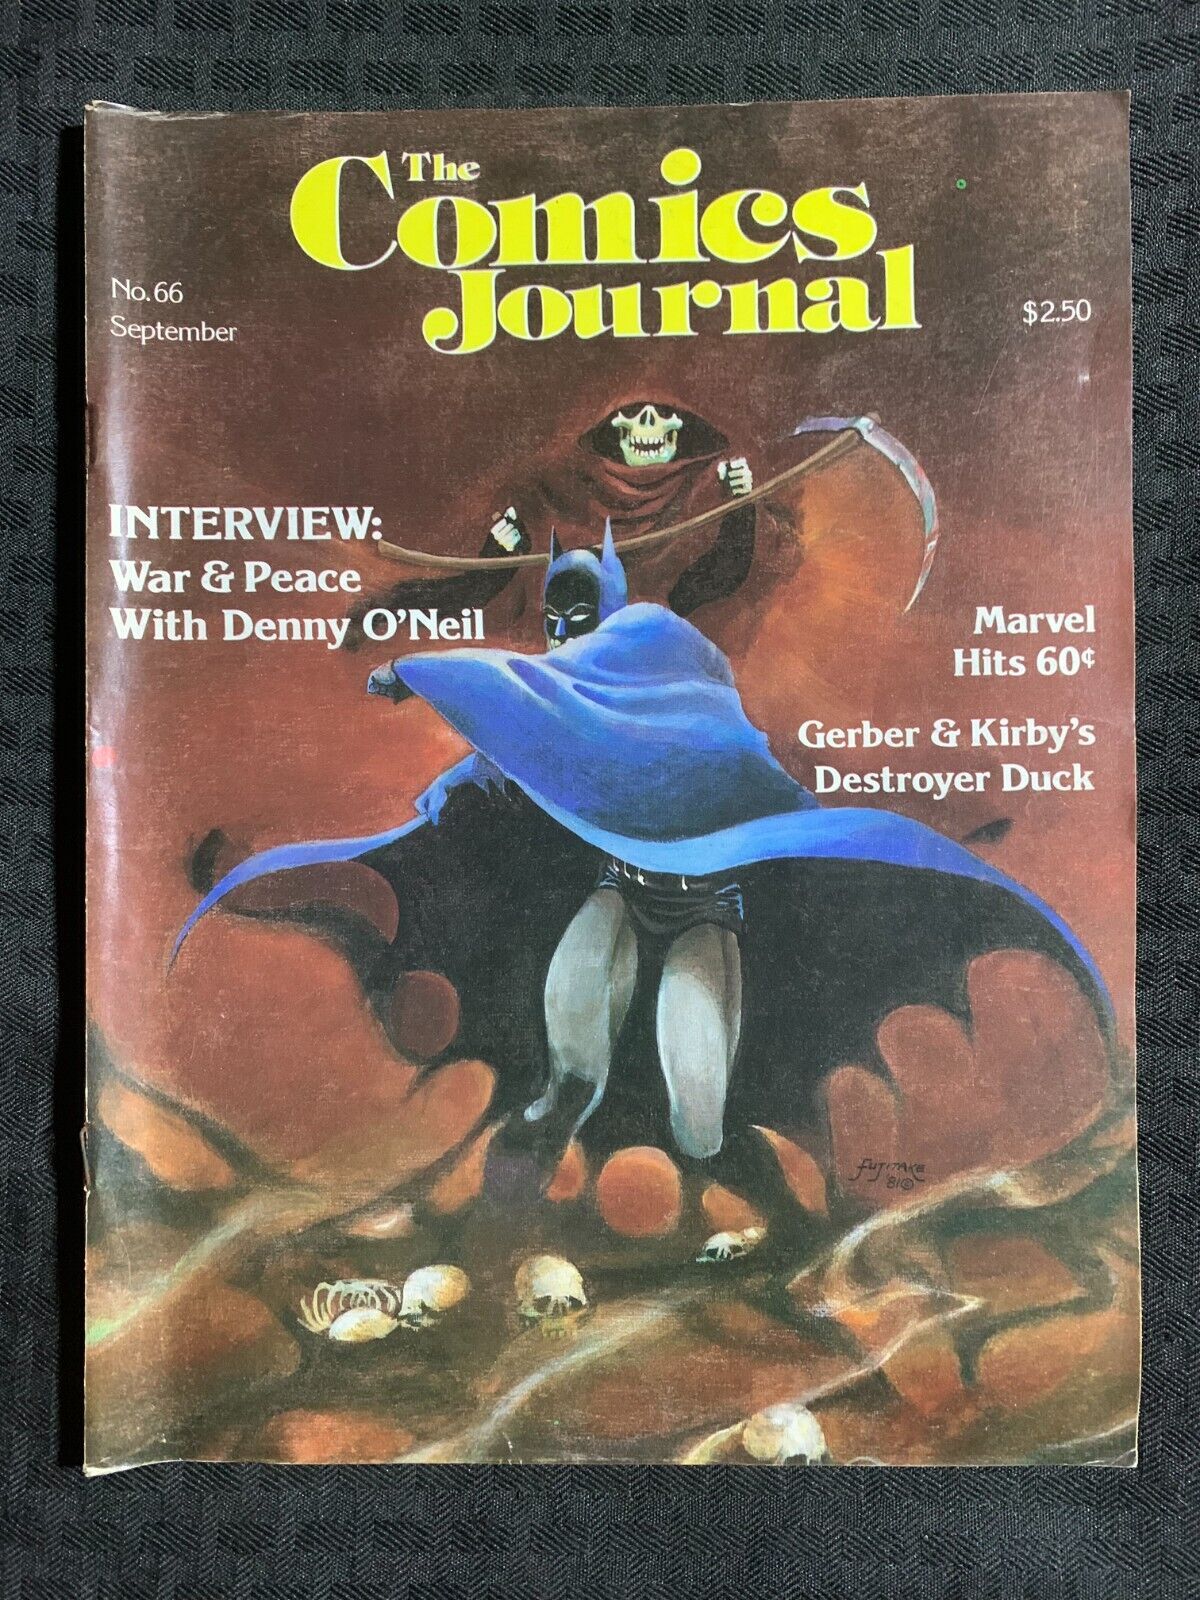 The
Comics
Journal
No. 66
September
$2.50
INTERVIEW:
War & Peace
With Denny O'Neil
Marvel
Hits 60¢
Gerber & Kirby's
Destroyer Duck
FUJITAKE
'81©